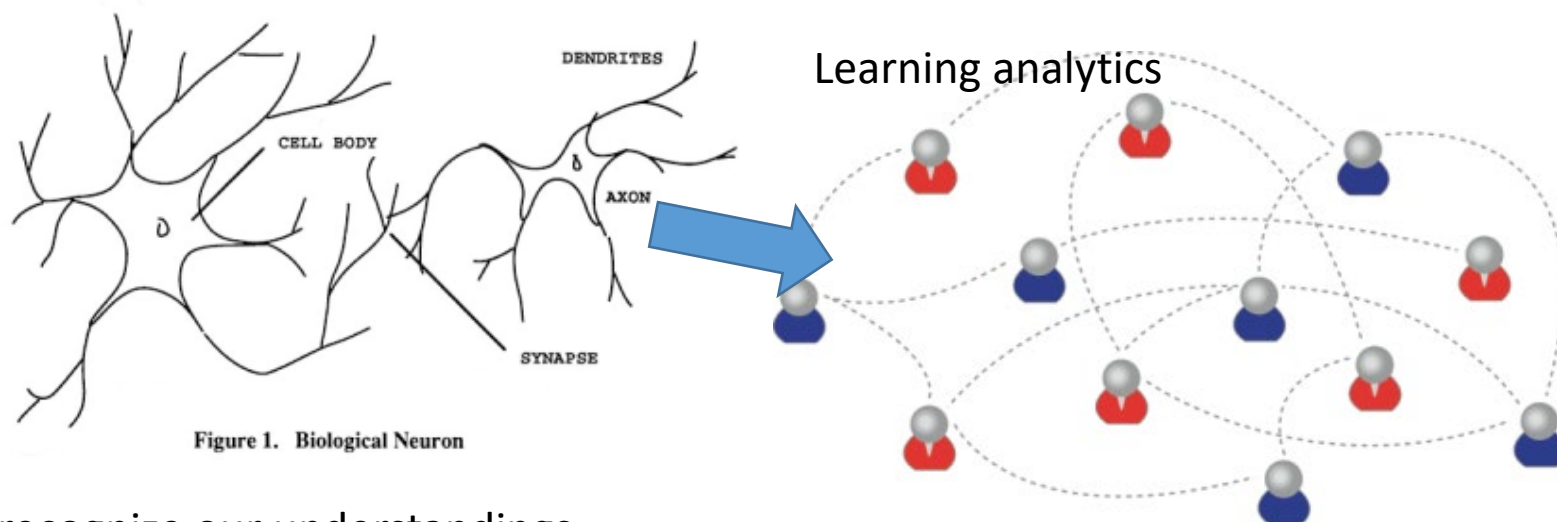 DENDRITES
Learning analytics
CELL BODY
AXON
SYNAPSE
Figure 1. Biological Neuron
recognize our understandings